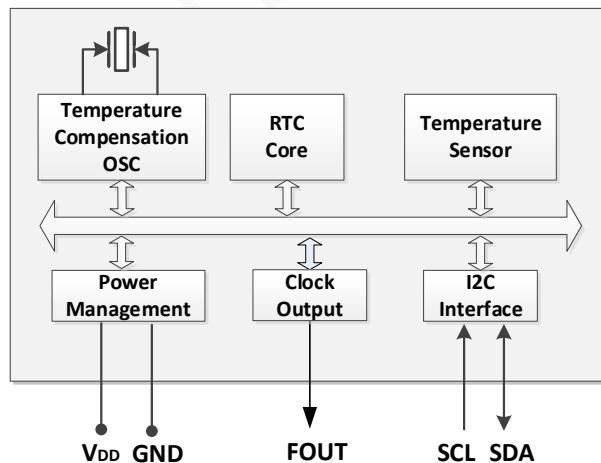 Temperature
Compensation
OSC
RTC
Core
Temperature
Sensor
Power
Management
Clock
Output
I2C
Interface
VDD GND
FOUT
SCL SDA